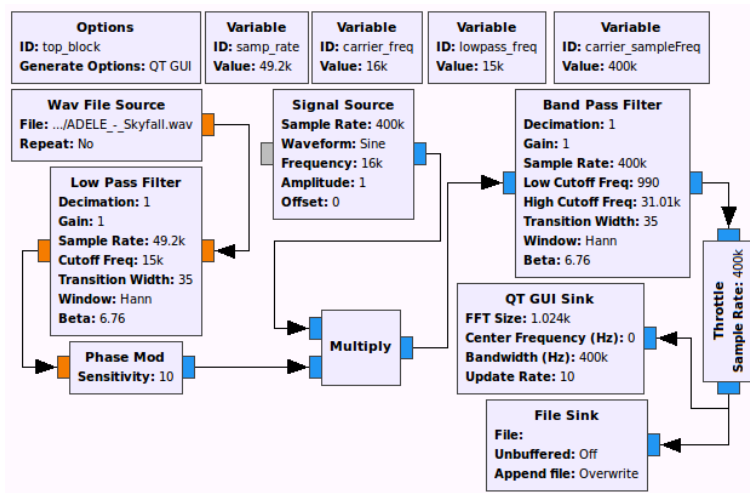 Options
ID: top_block
Generate Options: QT GUI
Variable
ID: samp_rate
Value: 49.2k
Variable
ID: carrier_freq
Value: 16k
Variable
ID: lowpass_freq
Value: 15k
Variable
ID: carrier_sampleFreq
Value: 400k
Wav File Source
File: .../ADELE_-_Skyfall.wav
Repeat: No
Signal Source
Sample Rate: 400k
Waveform: Sine
Frequency: 16k
Amplitude: 1
Offset: 0
Band Pass Filter
Decimation: 1
Gain: 1
Sample Rate: 400k
Low Cutoff Freq: 990
High Cutoff Freq: 31.01k
Transition Width: 35
Window: Hann
Beta: 6.76
Low Pass Filter
Decimation: 1
Gain: 1
Sample Rate: 49.2k
Cutoff Freq: 15k
Transition Width: 35
Window: Hann
Beta: 6.76
Throttle
Sample Rate: 400k
QT GUI Sink
FFT Size: 1.024k
Center Frequency (Hz): 0
Bandwidth (Hz): 400k
Update Rate: 10
Multiply
Phase Mod
Sensitivity: 10
File Sink
File:
Unbuffered: Off
Append file: Overwrite